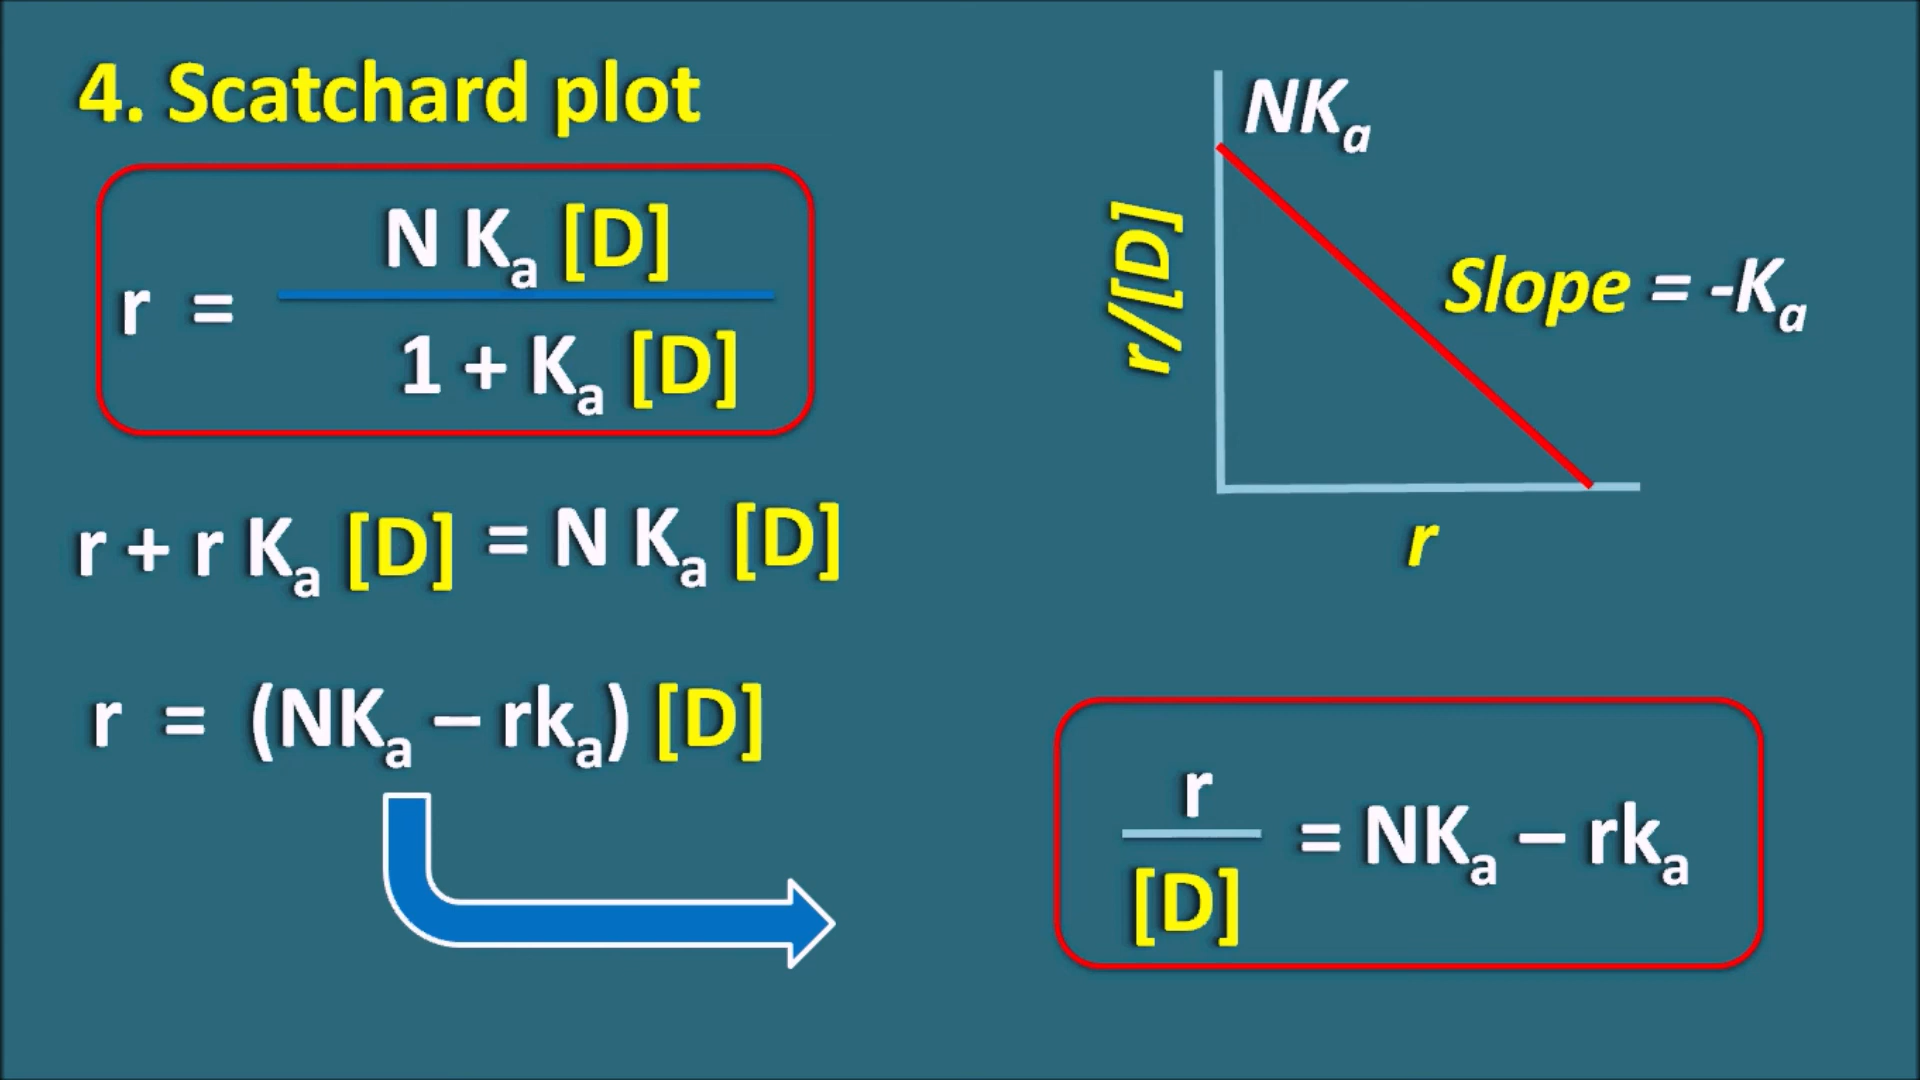 4. Scatchard plot
r = N Kₐ [D]
1 + Kₐ [D]
r + r Kₐ [D] = N Kₐ [D]
r = (NKₐ – rkₐ) [D]
NKₐ
r/[D]
Slope = -Kₐ
r
r
[D]
= NKₐ – rkₐ